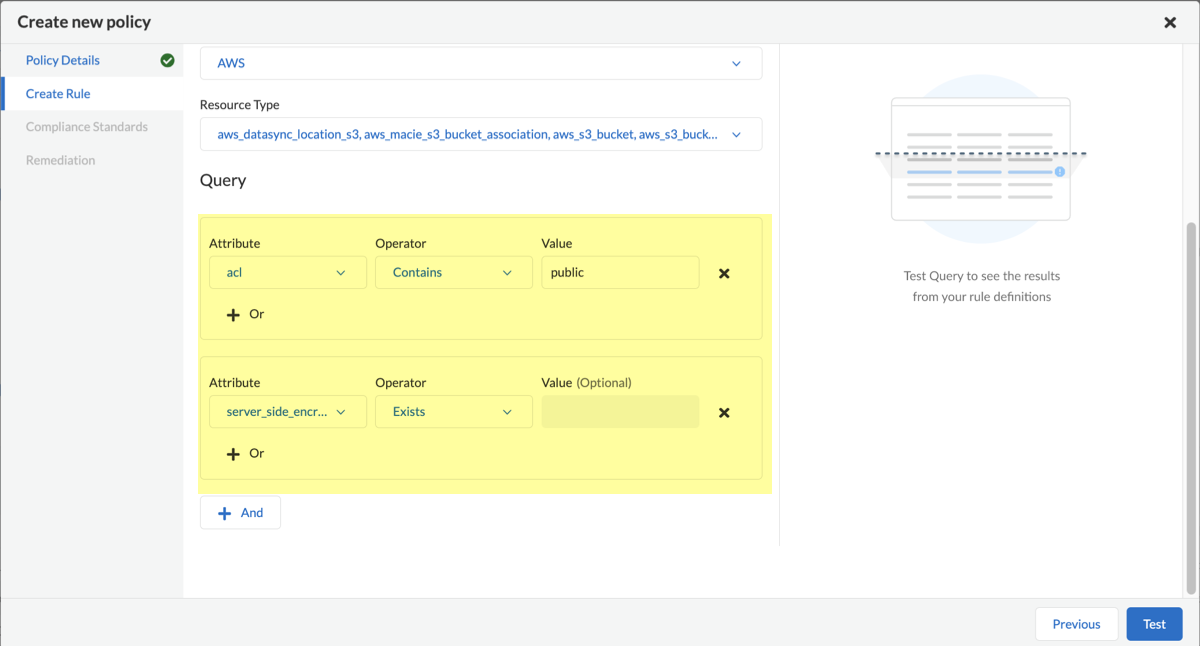 Create new policy
Policy Details
Create Rule
Compliance Standards
Remediation
AWS
Resource Type
aws_datasync_location_s3, aws_macie_s3_bucket_association, aws_s3_bucket, aws_s3_buck...
Query
Attribute Operator Value
acl Contains public
Or
Attribute Operator Value (Optional)
server_side_encr... Exists
Or
And
Test Query to see the results
from your rule definitions
Previous Test